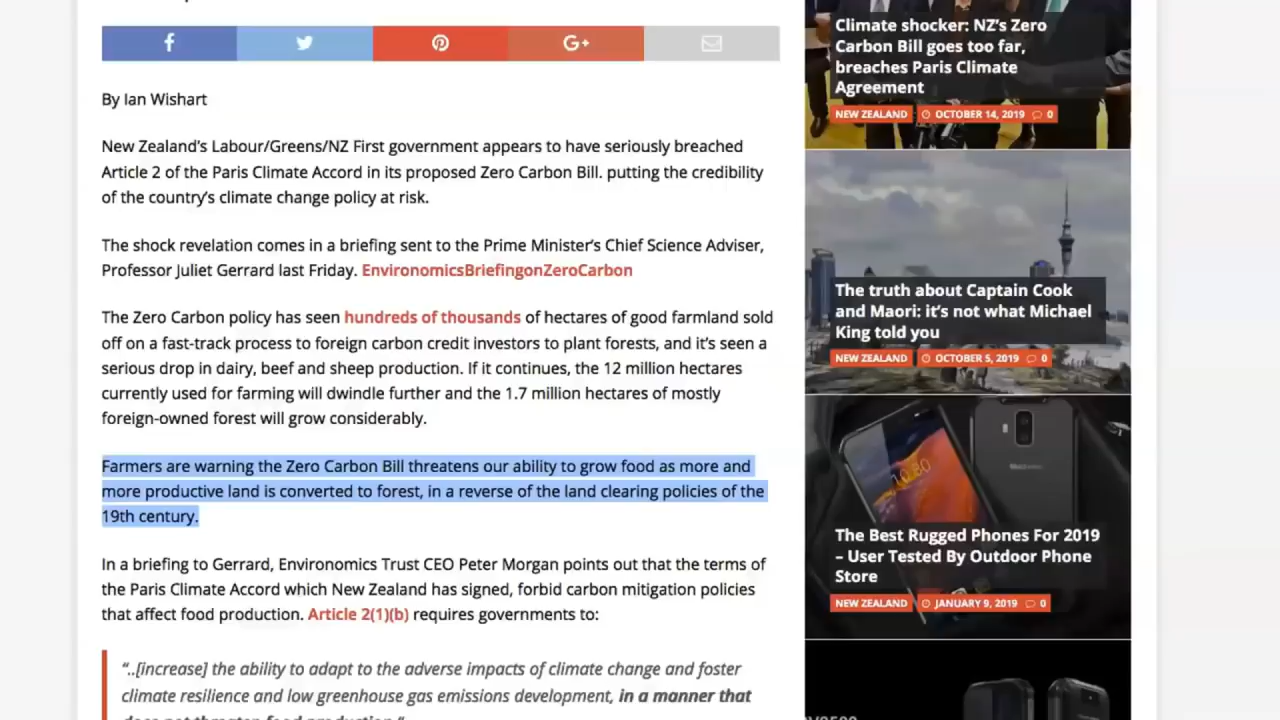 By Ian Wishart
New Zealand's Labour/Greens/NZ First government appears to have seriously breached
Article 2 of the Paris Climate Accord in its proposed Zero Carbon Bill. putting the credibility
of the country's climate change policy at risk.
The shock revelation comes in a briefing sent to the Prime Minister's Chief Science Adviser,
Professor Juliet Gerrard last Friday. EnvironomicsBriefingonZeroCarbon
The Zero Carbon policy has seen hundreds of thousands of hectares of good farmland sold
off on a fast-track process to foreign carbon credit investors to plant forests, and it's seen a
serious drop in dairy, beef and sheep production. If it continues, the 12 million hectares
currently used for farming will dwindle further and the 1.7 million hectares of mostly
foreign-owned forest will grow considerably.
Farmers are warning the Zero Carbon Bill threatens our ability to grow food as more and
more productive land is converted to forest, in a reverse of the land clearing policies of the
19th century.
In a briefing to Gerrard, Environomics Trust CEO Peter Morgan points out that the terms of
the Paris Climate Accord which New Zealand has signed, forbid carbon mitigation policies
that affect food production. Article 2(1)(b) requires governments to:
"..[increase] the ability to adapt to the adverse impacts of climate change and foster
climate resilience and low greenhouse gas emissions development, in a manner that
does not threaten food production."
Climate shocker: NZ's Zero
Carbon Bill goes too far,
breaches Paris Climate
Agreement
NEW ZEALAND OCTOBER 14, 2019 0
The truth about Captain Cook
and Maori: it's not what Michael
King told you
NEW ZEALAND OCTOBER 5, 2019 0
The Best Rugged Phones For 2019
– User Tested By Outdoor Phone
Store
NEW ZEALAND JANUARY 9, 2019 0